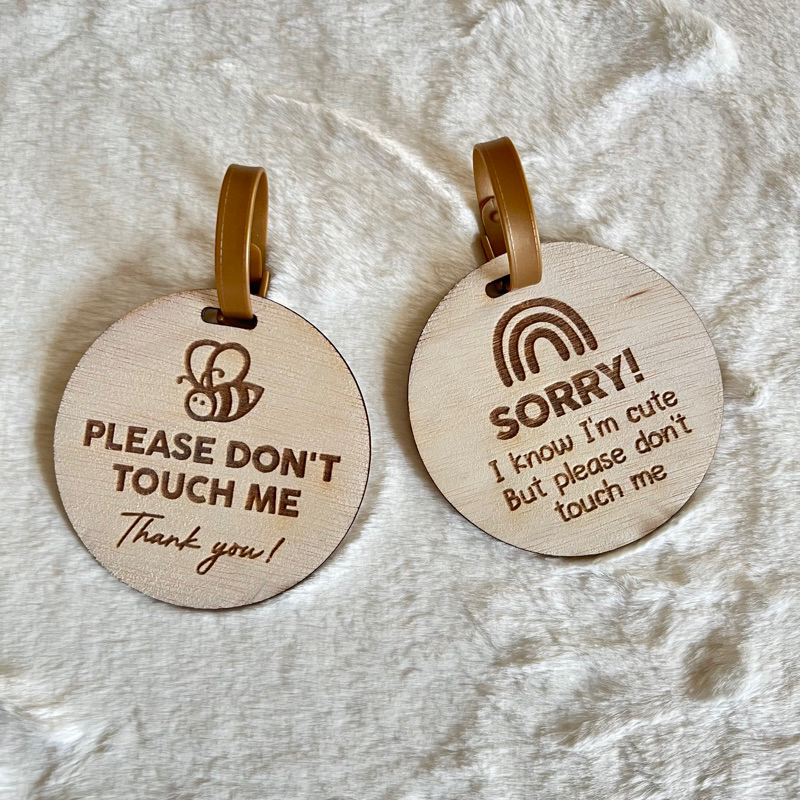 PLEASE DON'T
TOUCH ME
Thank you!
SORRY!
I know I'm cute
But please don't
touch me